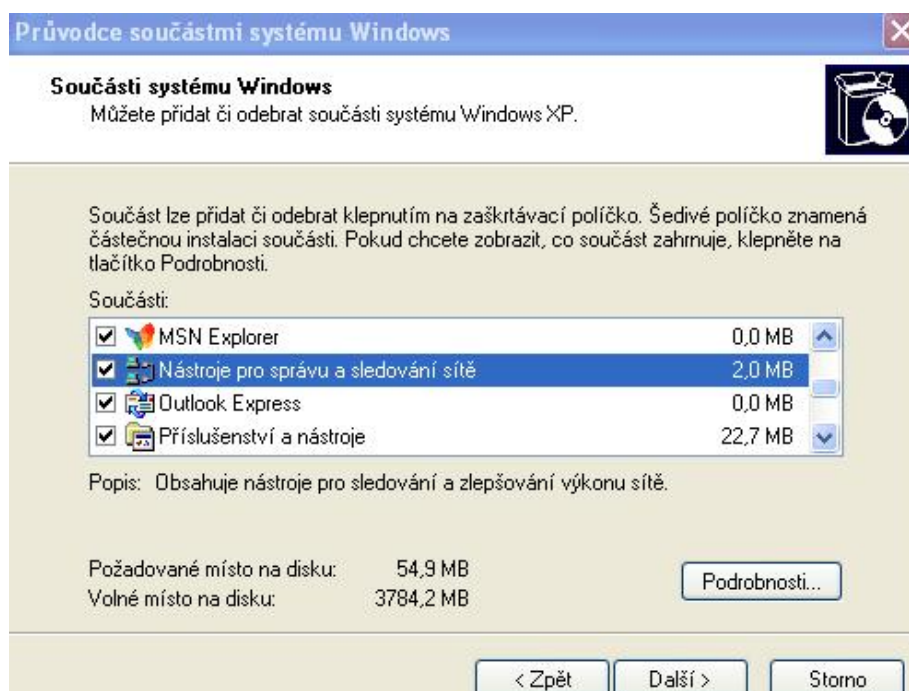 Průvodce součástmi systému Windows
Součásti systému Windows
Můžete přidat či odebrat součásti systému Windows XP.
Součást lze přidat či odebrat klepnutím na zaškrtávací políčko. Šedivé políčko znamená
částečnou instalaci součásti. Pokud chcete zobrazit, co součást zahrnuje, klepněte na
tlačítko Podrobnosti.
Součásti:
MSN Explorer 0,0 MB
Nástroje pro správu a sledování sítě 2,0 MB
Outlook Express 0,0 MB
Příslušenství a nástroje 22,7 MB
Popis: Obsahuje nástroje pro sledování a zlepšování výkonu sítě.
Požadované místo na disku: 54,9 MB
Volné místo na disku: 3784,2 MB
Podrobnosti...
< Zpět Další > Storno